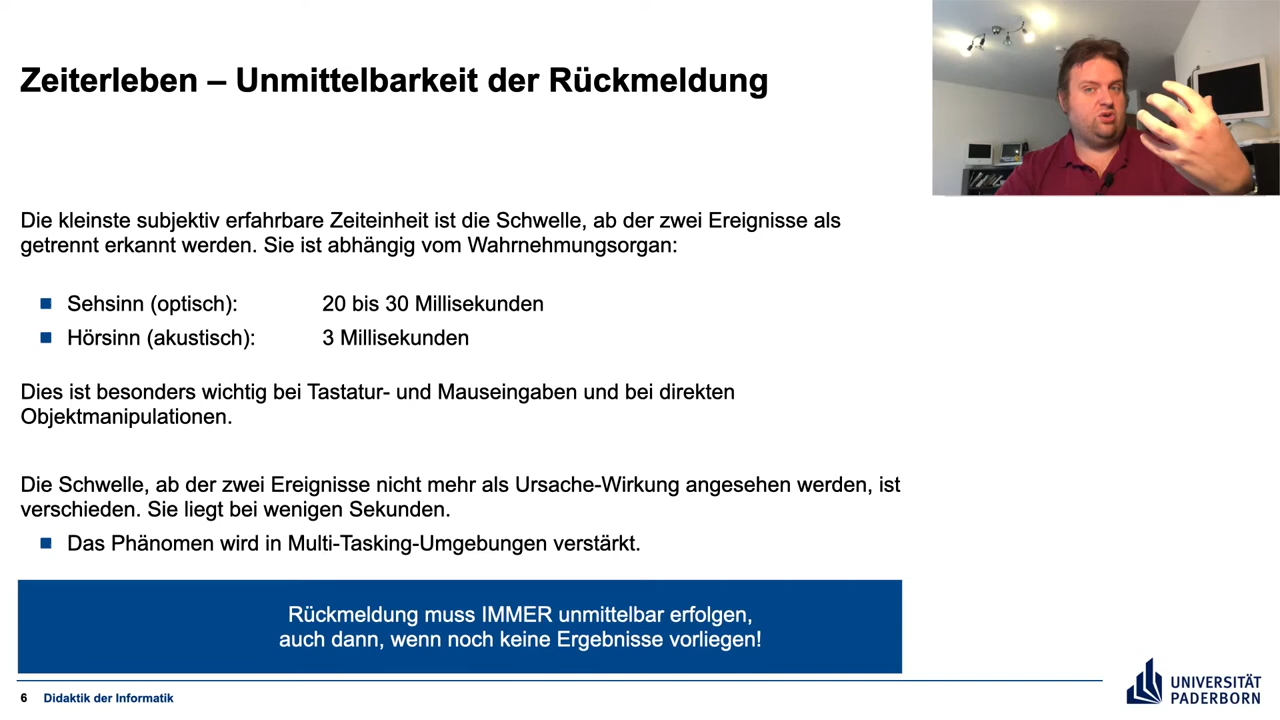 Zeiterleben – Unmittelbarkeit der Rückmeldung
Die kleinste subjektiv erfahrbare Zeiteinheit ist die Schwelle, ab der zwei Ereignisse als
getrennt erkannt werden. Sie ist abhängig vom Wahrnehmungsorgan:
Sehsinn (optisch): 20 bis 30 Millisekunden
Hörsinn (akustisch): 3 Millisekunden
Dies ist besonders wichtig bei Tastatur- und Mauseingaben und bei direkten
Objektmanipulationen.
Die Schwelle, ab der zwei Ereignisse nicht mehr als Ursache-Wirkung angesehen werden, ist
verschieden. Sie liegt bei wenigen Sekunden.
Das Phänomen wird in Multi-Tasking-Umgebungen verstärkt.
Rückmeldung muss IMMER unmittelbar erfolgen,
auch dann, wenn noch keine Ergebnisse vorliegen!
6 Didaktik der Informatik
UNIVERSITÄT
PADERBORN